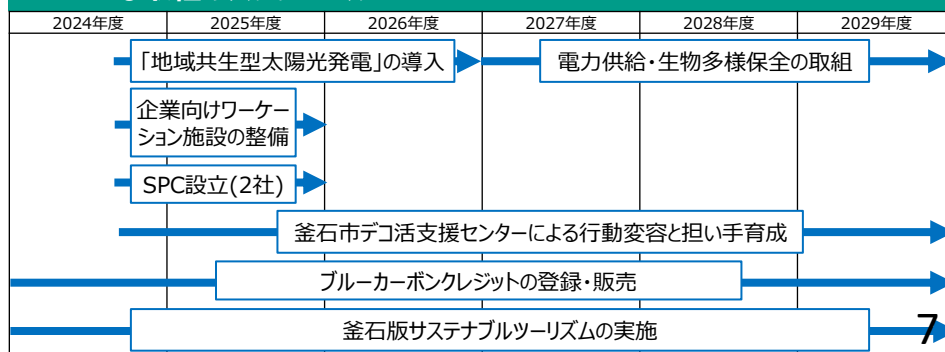 2024年度 2025年度 2026年度 2027年度 2028年度 2029年度
「地域共生型太陽光発電」の導入 電力供給・生物多様保全の取組
企業向けワーケー
ション施設の整備
SPC設立(2社)
釜石市デコ活支援センターによる行動変容と担い手育成
ブルーカーボンクレジットの登録・販売
釜石版サステナブルツーリズムの実施
7